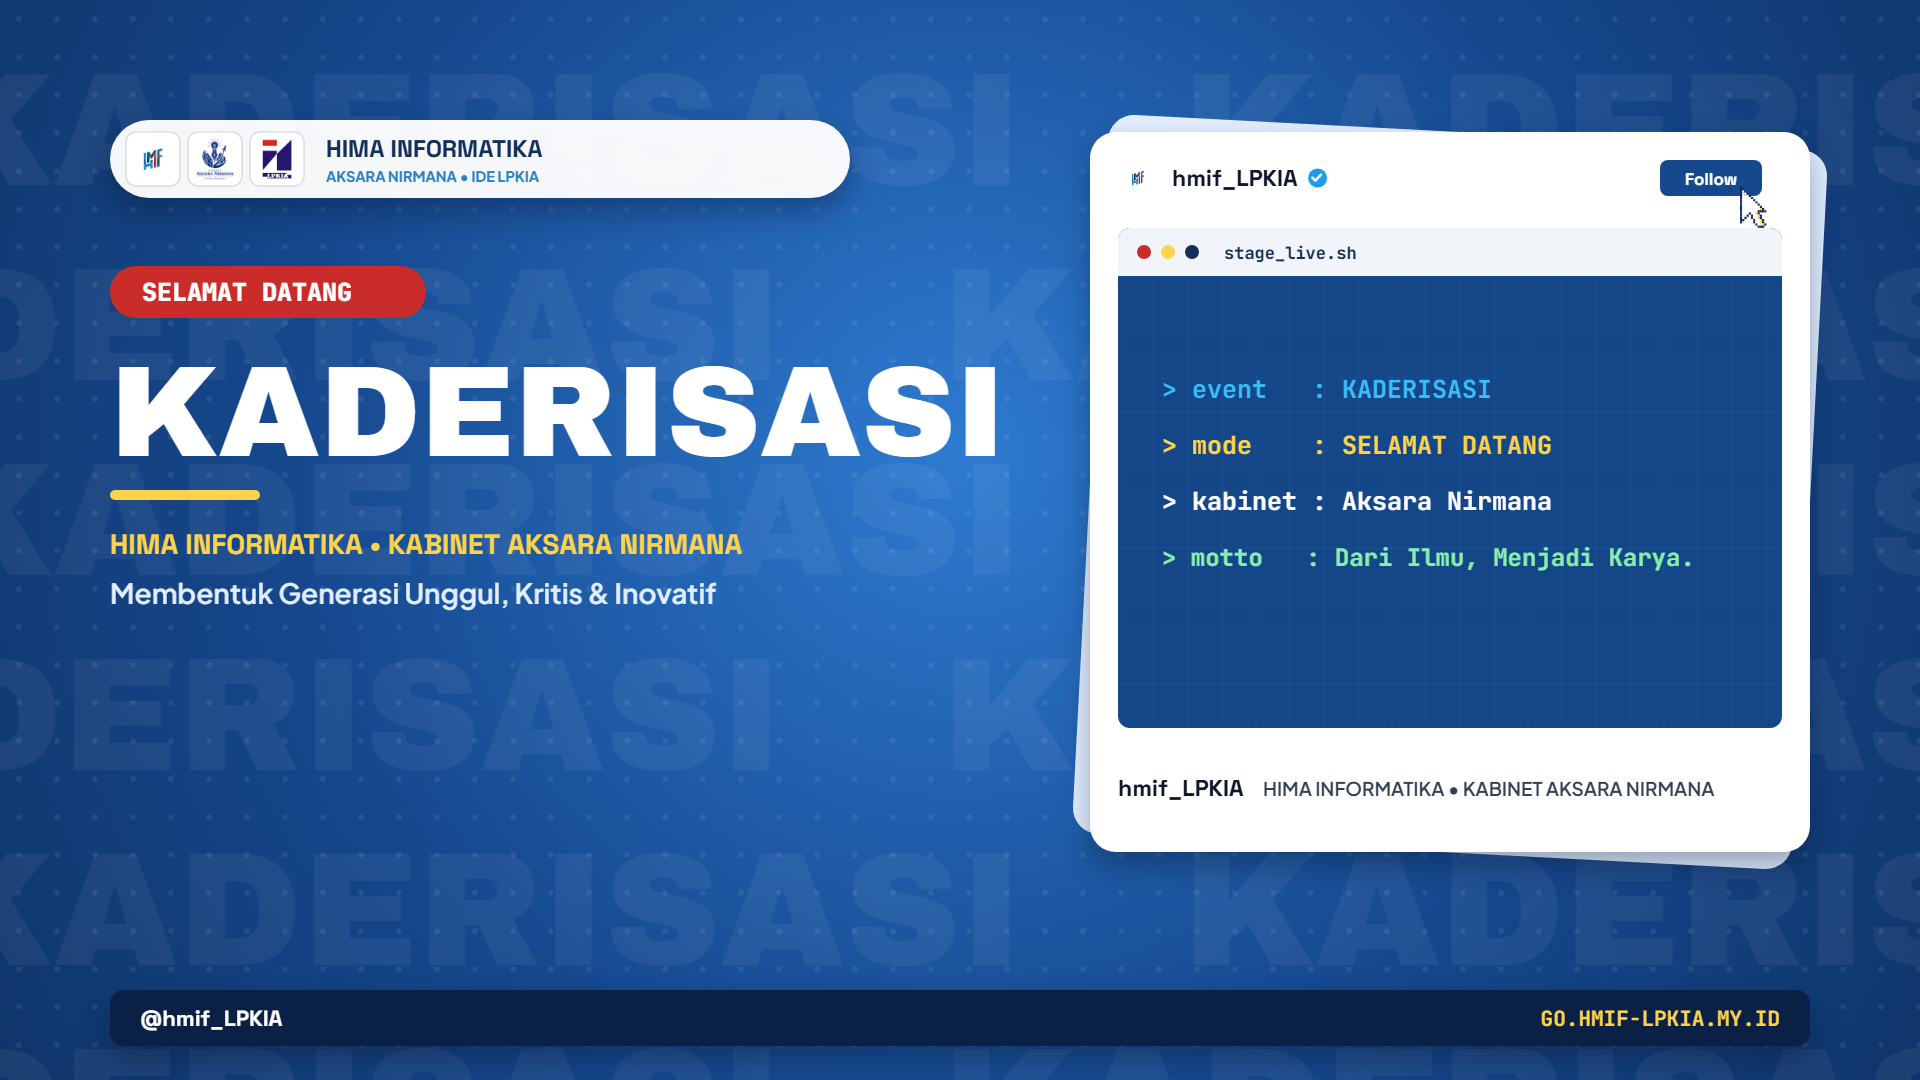 HIMA INFORMATIKA
AKSARA NIRMANA • IDE LPKIA
SELAMAT DATANG
KADERISASI
HIMA INFORMATIKA • KABINET AKSARA NIRMANA
Membentuk Generasi Unggul, Kritis & Inovatif
hmif_LPKIA
Follow
stage_live.sh
> event : KADERISASI
> mode : SELAMAT DATANG
> kabinet : Aksara Nirmana
> motto : Dari Ilmu, Menjadi Karya.
hmif_LPKIA HIMA INFORMATIKA • KABINET AKSARA NIRMANA
@hmif_LPKIA
GO.HMIF-LPKIA.MY.ID